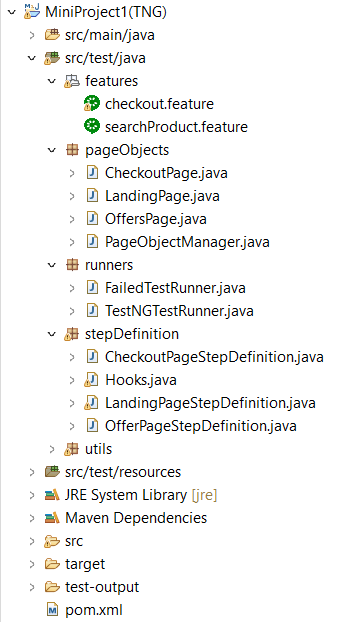 MiniProject1(TNG)
src/main/java
src/test/java
features
checkout.feature
searchProduct.feature
pageObjects
CheckoutPage.java
LandingPage.java
OffersPage.java
PageObjectManager.java
runners
FailedTestRunner.java
TestNGTestRunner.java
stepDefinition
CheckoutPageStepDefinition.java
Hooks.java
LandingPageStepDefinition.java
OfferPageStepDefinition.java
utils
src/test/resources
JRE System Library [jre]
Maven Dependencies
src
target
test-output
pom.xml